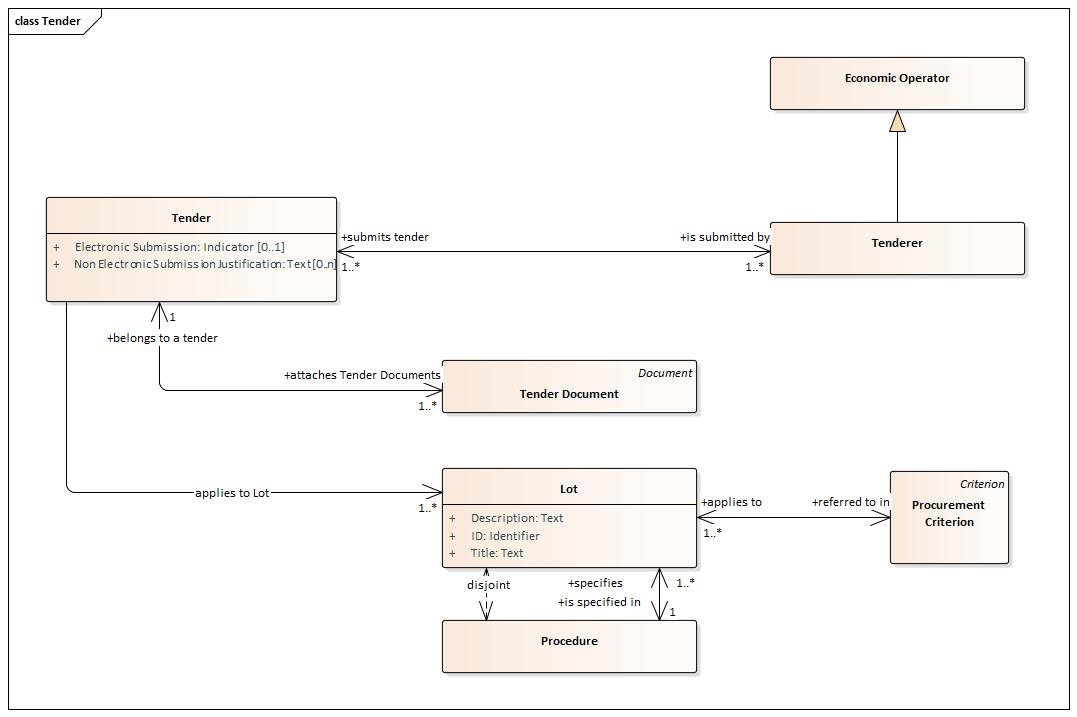 class Tender
Economic Operator
Tender
+ Electronic Submission: Indicator [0..1]
+ Non Electronic Submission Justification: Text[0..n]
+submits tender
1..*
+is submitted by
1..*
Tenderer
1
+belongs to a tender
+attaches Tender Documents
1..*
Document
Tender Document
applies to Lot
1..*
Lot
+ Description: Text
+ ID: Identifier
+ Title: Text
+applies to
1..*
+referred to in
Criterion
Procurement
Criterion
disjoint
+specifies
1..*
+is specified in
1
Procedure